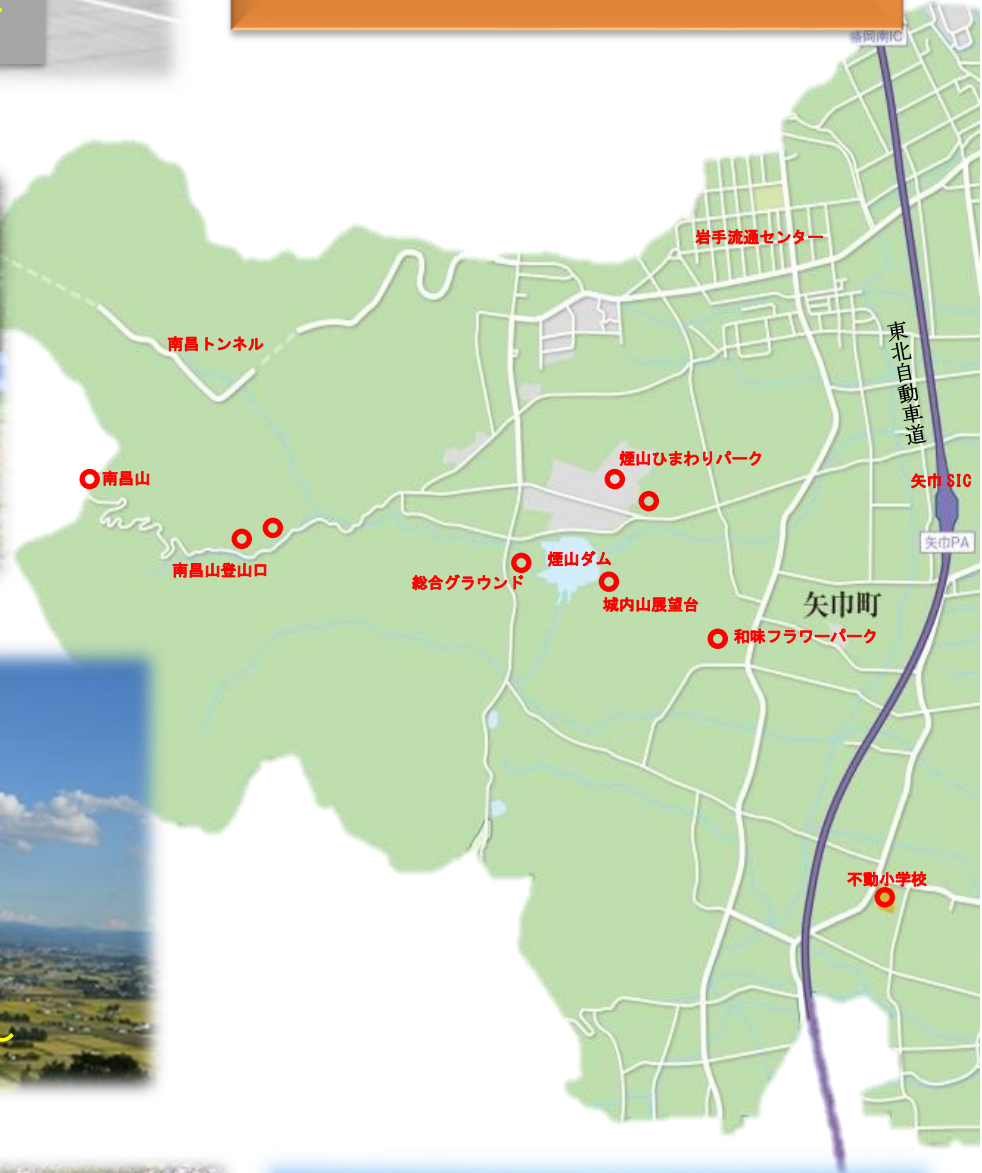 盛岡南IC
岩手流通センター
東北自動車道
南昌トンネル
煙山ひまわりパーク
南昌山
矢巾SIC
矢巾PA
南昌山登山口
総合グラウンド
煙山ダム
城内山展望台
矢巾町
和味フラワーパーク
不動小学校